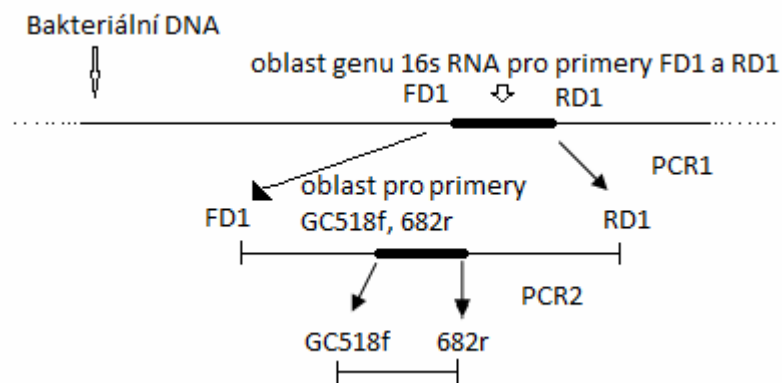 Bakteriální DNA
oblast genu 16s RNA pro primery FD1 a RD1
FD1
RD1
PCR1
oblast pro primery
GC518f, 682r
FD1
RD1
PCR2
GC518f
682r